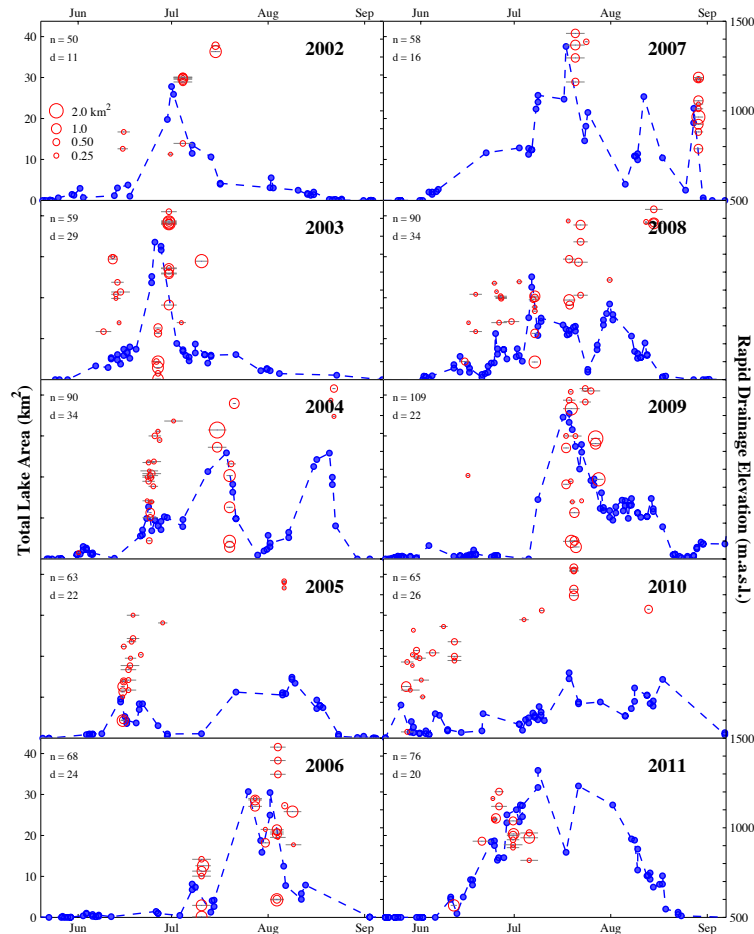 Jun Jul Aug Sep Jun Jul Aug Sep
40 n = 50 d = 11 2002 n = 58 d = 16 2007 1500
30
20
10
0
2.0 km²
1.0
0.50
0.25
1000
500
n = 59 d = 29 2003 n = 90 d = 34 2008
n = 90 d = 34 2004 n = 109 d = 22 2009
Total Lake Area (km²)
Rapid Drainage Elevation (m.a.s.l.)
n = 63 d = 22 2005 n = 65 d = 26 2010
1500
40 n = 68 d = 24 2006 n = 76 d = 20 2011
30
20
10
0
1000
500
Jun Jul Aug Sep Jun Jul Aug Sep